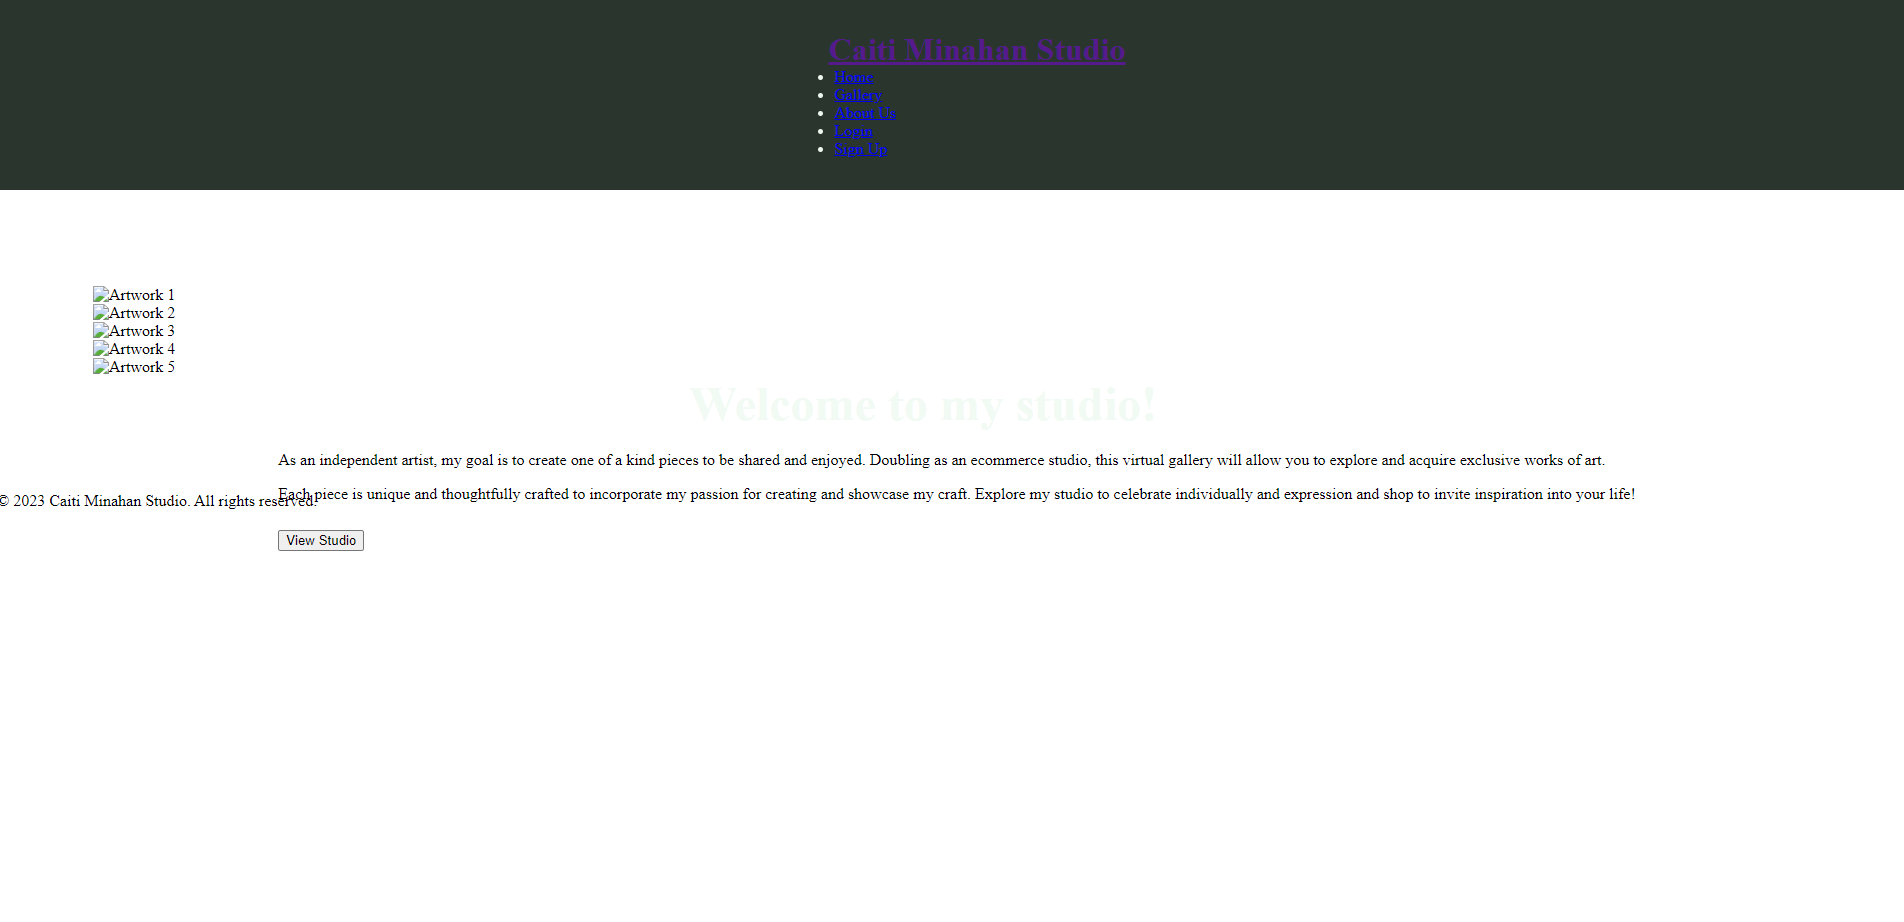 Caiti Minahan Studio
Home
Gallery
About Us
Login
Sign Up
Artwork 1
Artwork 2
Artwork 3
Artwork 4
Artwork 5
Welcome to my studio!
As an independent artist, my goal is to create one of a kind pieces to be shared and enjoyed. Doubling as an ecommerce studio, this virtual gallery will allow you to explore and acquire exclusive works of art.
Each piece is unique and thoughtfully crafted to incorporate my passion for creating and showcase my craft. Explore my studio to celebrate individually and expression and shop to invite inspiration into your life!
© 2023 Caiti Minahan Studio. All rights reserved.
View Studio